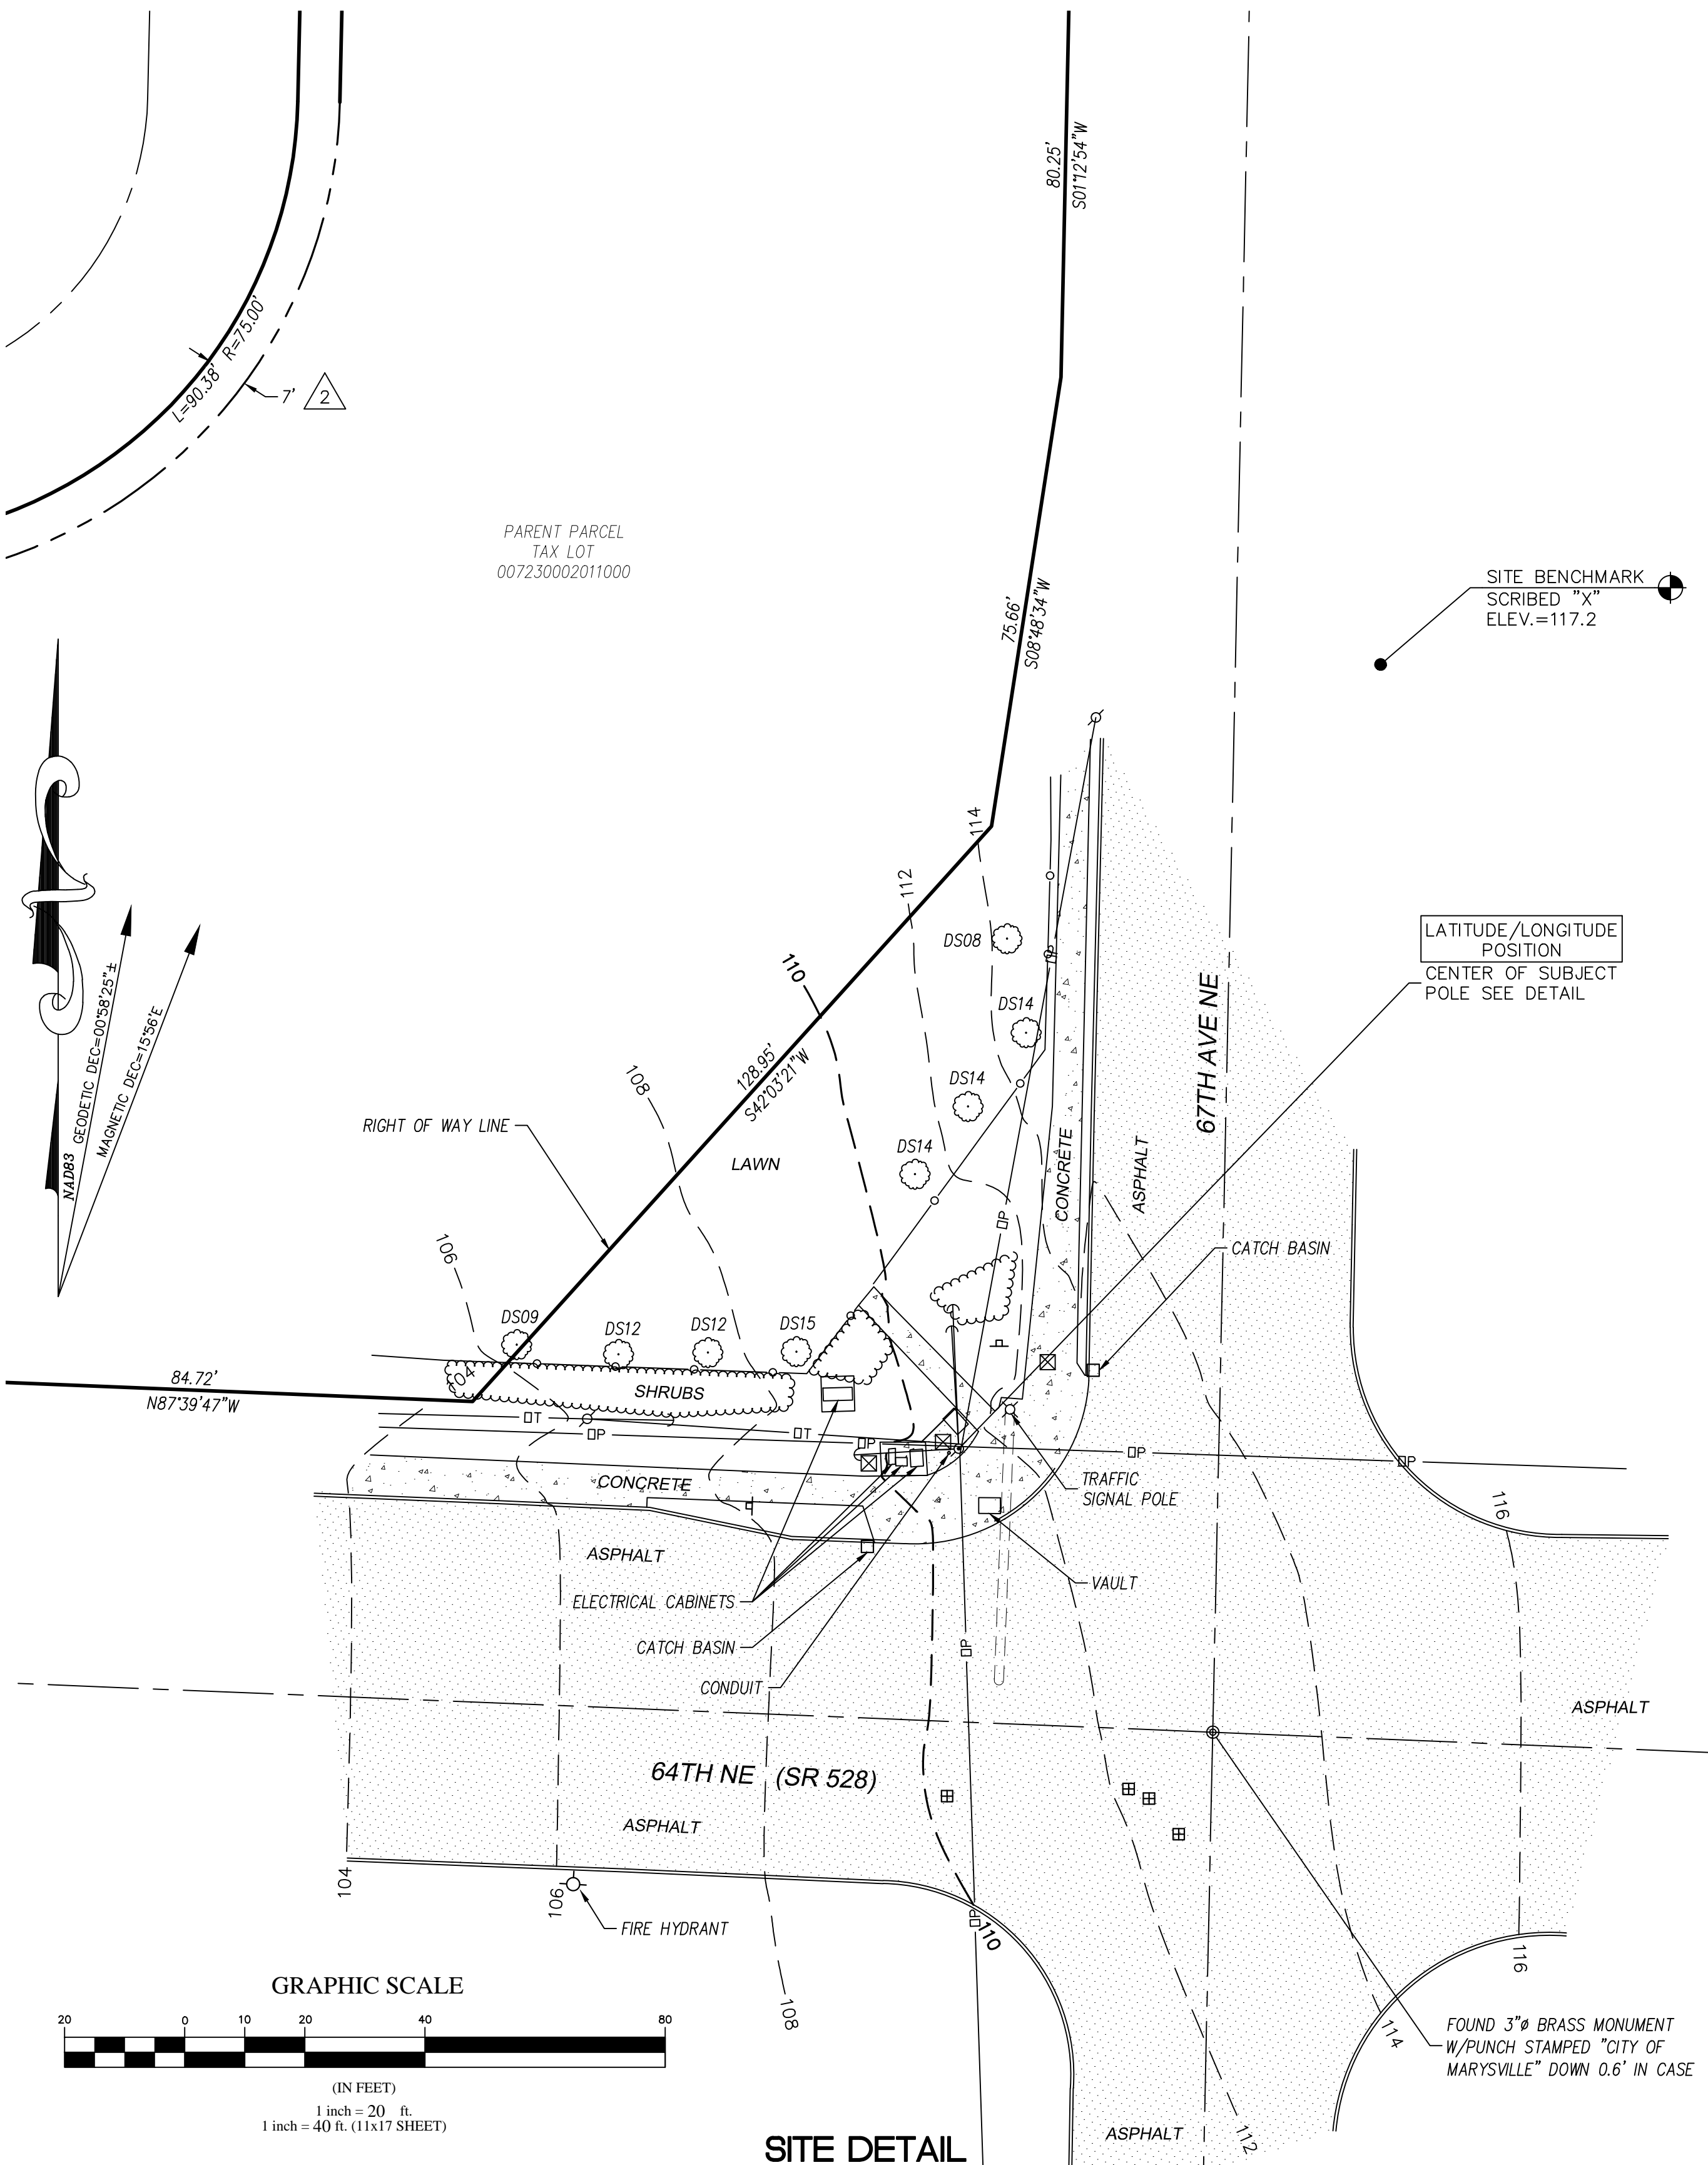 80.25'
S01°12'54"W
L=90.38' R=75.00'
7'
2
PARENT PARCEL
TAX LOT
007230002011000
75.66'
S08°48'34"W
SITE BENCHMARK
SCRIBED "X"
ELEV.=117.2
114
112
DS08
110
DS14
DS14
DS14
LATITUDE/LONGITUDE
POSITION
CENTER OF SUBJECT
POLE SEE DETAIL
67TH AVE NE
NAD83
GEODETIC DEC=00°58'25"±
MAGNETIC DEC=15°56'E
128.95'
S42°03'21"W
108
RIGHT OF WAY LINE
LAWN
CONCRETE
ASPHALT
P
P
106
CATCH BASIN
DS09
DS12
DS12
DS15
104
84.72'
N87°39'47"W
SHRUBS
T
P
T
P
P
P
CONCRETE
TRAFFIC
SIGNAL POLE
116
ASPHALT
VAULT
ELECTRICAL CABINETS
CATCH BASIN
CONDUIT
P
ASPHALT
64TH NE (SR 528)
ASPHALT
104
106
FIRE HYDRANT
P
110
116
108
114
112
GRAPHIC SCALE
20 0 10 20 40 80
(IN FEET)
1 inch = 20 ft.
1 inch = 40 ft. (11x17 SHEET)
FOUND 3"ø BRASS MONUMENT
W/PUNCH STAMPED "CITY OF
MARYSVILLE" DOWN 0.6' IN CASE
ASPHALT
SITE DETAIL